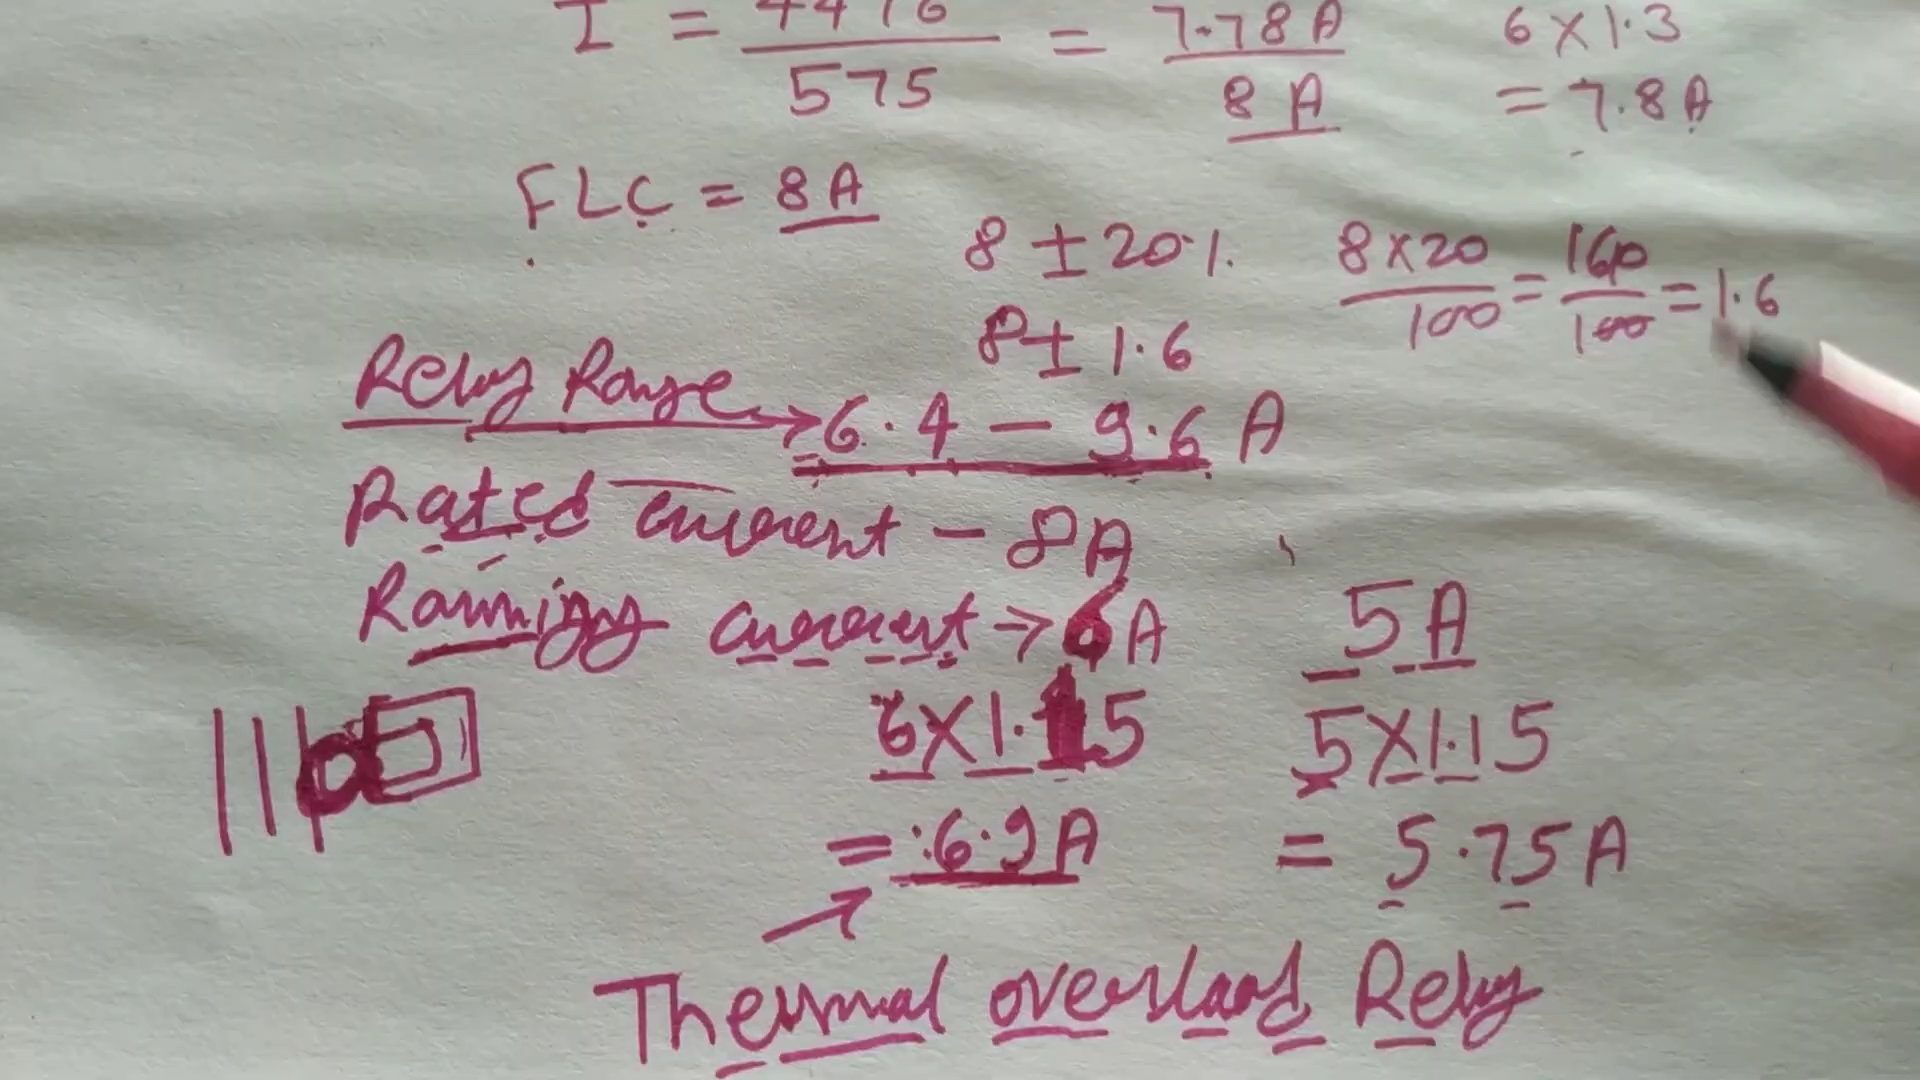 I = 4476 / 575 = 7.78A
8 A
6 × 1.3
= 7.8A
FLC = 8A
8 ± 20%
8 × 20 / 100 = 160 / 100 = 1.6
8 ± 1.6
Relay Range → 6.4 – 9.6 A
Rated current – 8A
Running current → 6A
6 × 1.15
= 6.9A
5A
5 × 1.15
= 5.75A
Thermal overload Relay